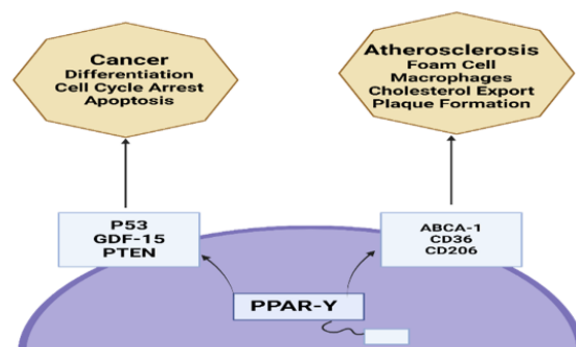 Cancer
Differentiation
Cell Cycle Arrest
Apoptosis
Atherosclerosis
Foam Cell
Macrophages
Cholesterol Export
Plaque Formation
P53
GDF-15
PTEN
ABCA-1
CD36
CD206
PPAR-Y